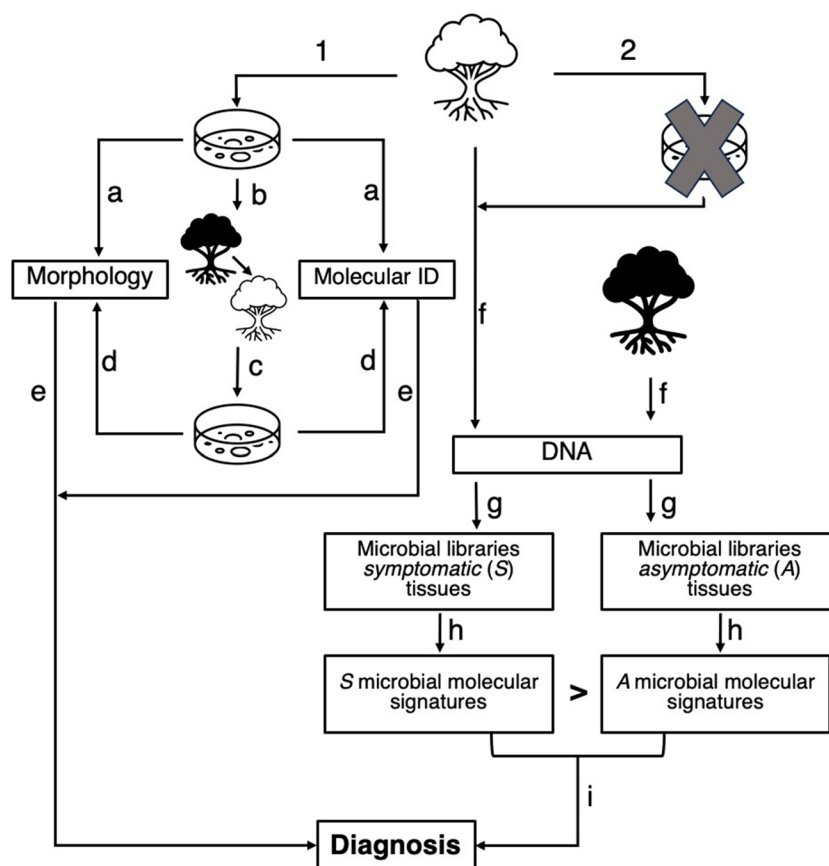 1
2
a
b
a
Morphology
Molecular ID
f
d
c
d
e
e
f
DNA
g
g
Microbial libraries
symptomatic (S)
tissues
Microbial libraries
asymptomatic (A)
tissues
h
h
S microbial molecular
signatures
>
A microbial molecular
signatures
i
Diagnosis